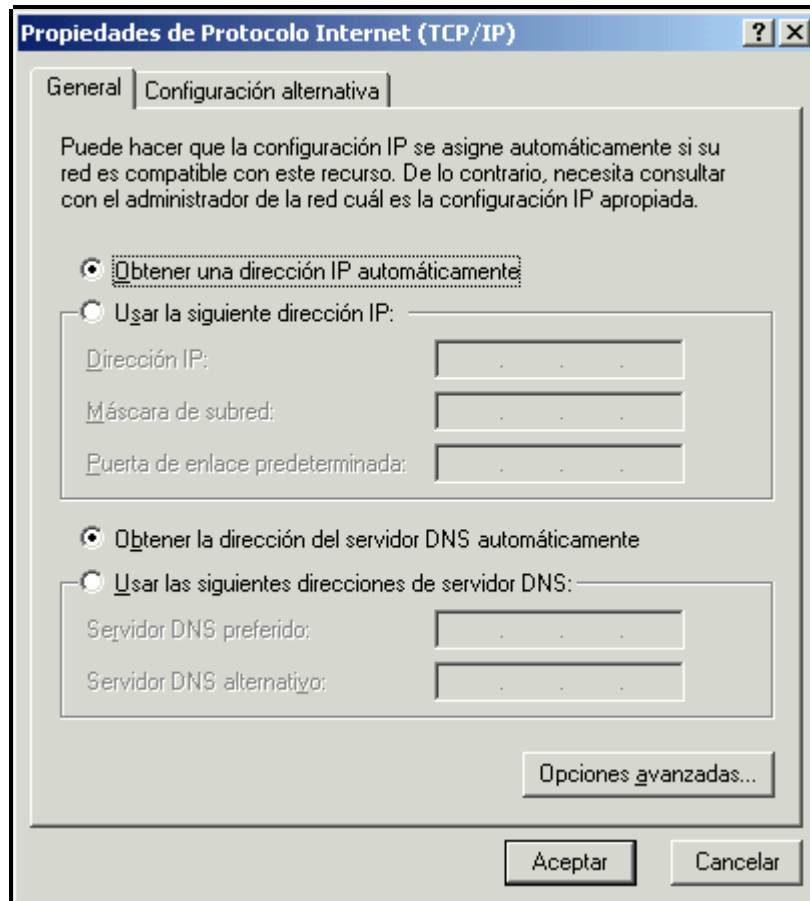 Propiedades de Protocolo Internet (TCP/IP)
General
Configuración alternativa
Puede hacer que la configuración IP se asigne automáticamente si su
red es compatible con este recurso. De lo contrario, necesita consultar
con el administrador de la red cuál es la configuración IP apropiada.
Obtener una dirección IP automáticamente
Usar la siguiente dirección IP:
Dirección IP:
Máscara de subred:
Puerta de enlace predeterminada:
Obtener la dirección del servidor DNS automáticamente
Usar las siguientes direcciones de servidor DNS:
Servidor DNS preferido:
Servidor DNS alternativo:
Opciones avanzadas...
Aceptar
Cancelar